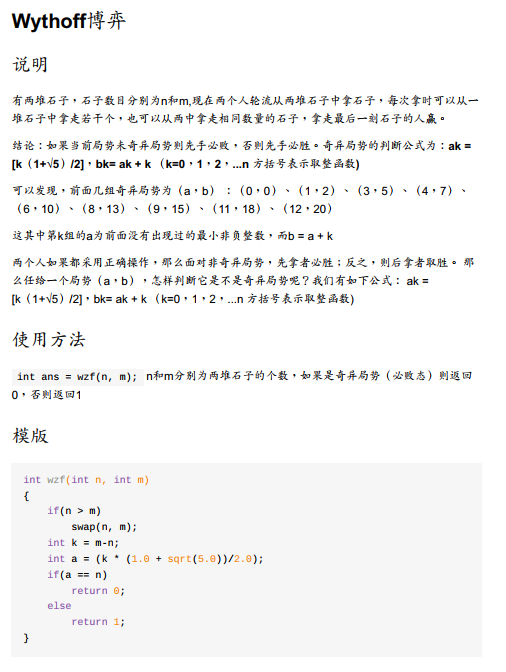 Wythoff博弈
说明
有两堆石子，石子数目分别为n和m,现在两个人轮流从两堆石子中拿石子，每次拿时可以从一
堆石子中拿走若干个，也可以从两中拿走相同数量的石子，拿走最后一刻石子的人赢。
结论：如果当前局势未奇异局势则先手必败，否则先手必胜。奇异局势的判断公式为：ak =
[k（1+√5）/2]，bk= ak + k （k=0，1，2，...n 方括号表示取整函数)
可以发现，前面几组奇异局势为（a，b）：（0，0）、（1，2）、（3，5）、（4，7）、
（6，10）、（8，13）、（9，15）、（11，18）、（12，20）
这其中第k组的a为前面没有出现过的最小非负整数，而b = a + k
两个人如果都采用正确操作，那么面对非奇异局势，先拿者必胜；反之，则后拿者取胜。 那
么任给一个局势（a，b），怎样判断它是不是奇异局势呢？我们有如下公式： ak =
[k（1+√5）/2]，bk= ak + k （k=0，1，2，...n 方括号表示取整函数)
使用方法
int ans = wzf(n, m); n和m分别为两堆石子的个数，如果是奇异局势（必败态）则返回
0，否则返回1
模版
int wzf(int n, int m)
{
    if(n > m)
        swap(n, m);
    int k = m-n;
    int a = (k * (1.0 + sqrt(5.0))/2.0);
    if(a == n)
        return 0;
    else
        return 1;
}